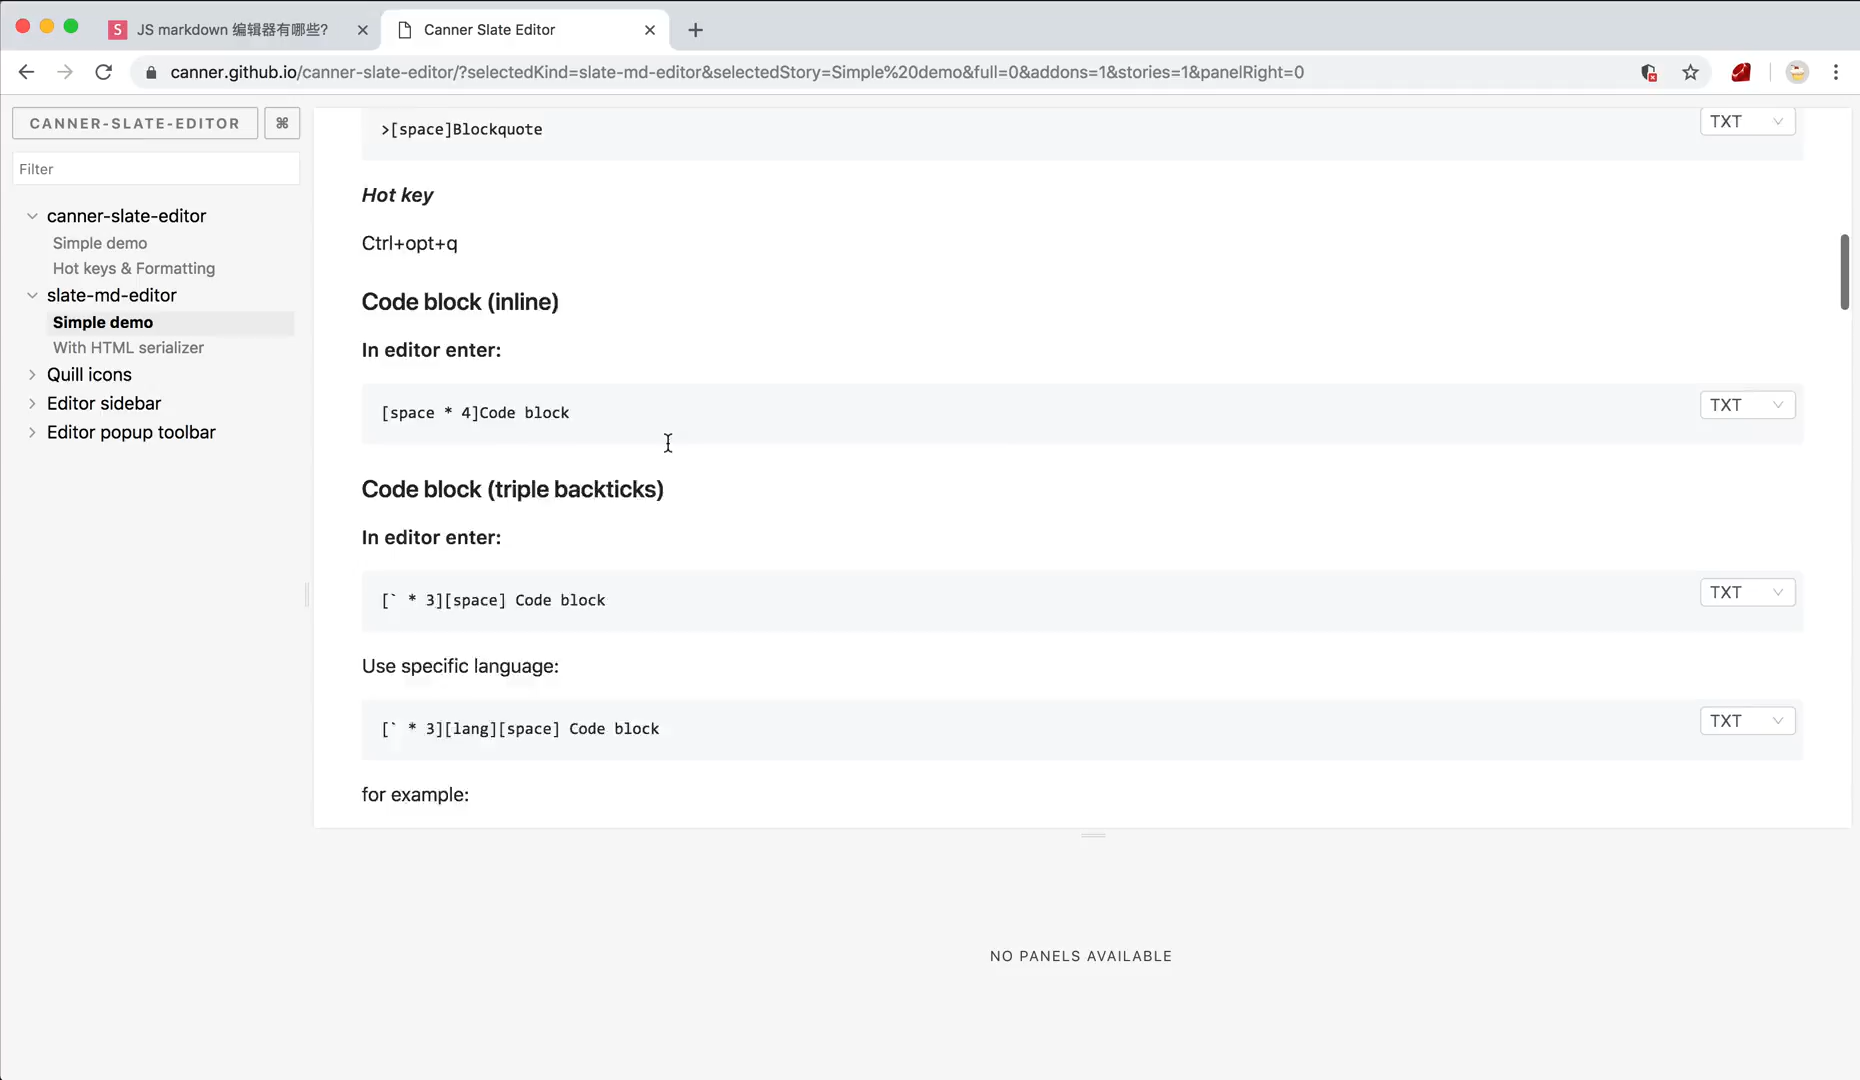 S JS markdown 编辑器有哪些?
Canner Slate Editor
canner.github.io/canner-slate-editor/?selectedKind=slate-md-editor&selectedStory=Simple%20demo&full=0&addons=1&stories=1&panelRight=0
CANNER-SLATE-EDITOR ⌘
Filter
canner-slate-editor
Simple demo
Hot keys & Formatting
slate-md-editor
Simple demo
With HTML serializer
Quill icons
Editor sidebar
Editor popup toolbar
>[space]Blockquote
TXT
Hot key
Ctrl+opt+q
Code block (inline)
In editor enter:
[space * 4]Code block
TXT
Code block (triple backticks)
In editor enter:
[` * 3][space] Code block
TXT
Use specific language:
[` * 3][lang][space] Code block
TXT
for example:
NO PANELS AVAILABLE